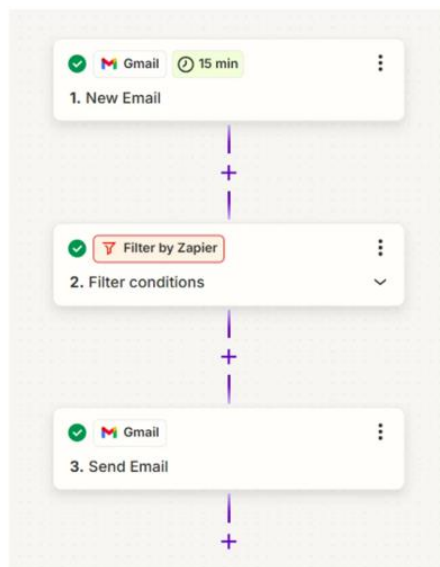 Gmail 15 min
1. New Email
Filter by Zapier
2. Filter conditions
Gmail
3. Send Email